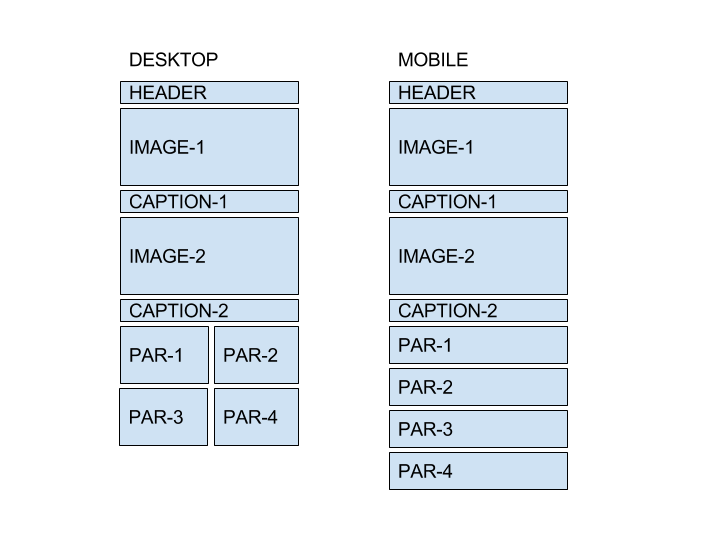 DESKTOP
HEADER
IMAGE-1
CAPTION-1
IMAGE-2
CAPTION-2
PAR-1
PAR-2
PAR-3
PAR-4
MOBILE
HEADER
IMAGE-1
CAPTION-1
IMAGE-2
CAPTION-2
PAR-1
PAR-2
PAR-3
PAR-4